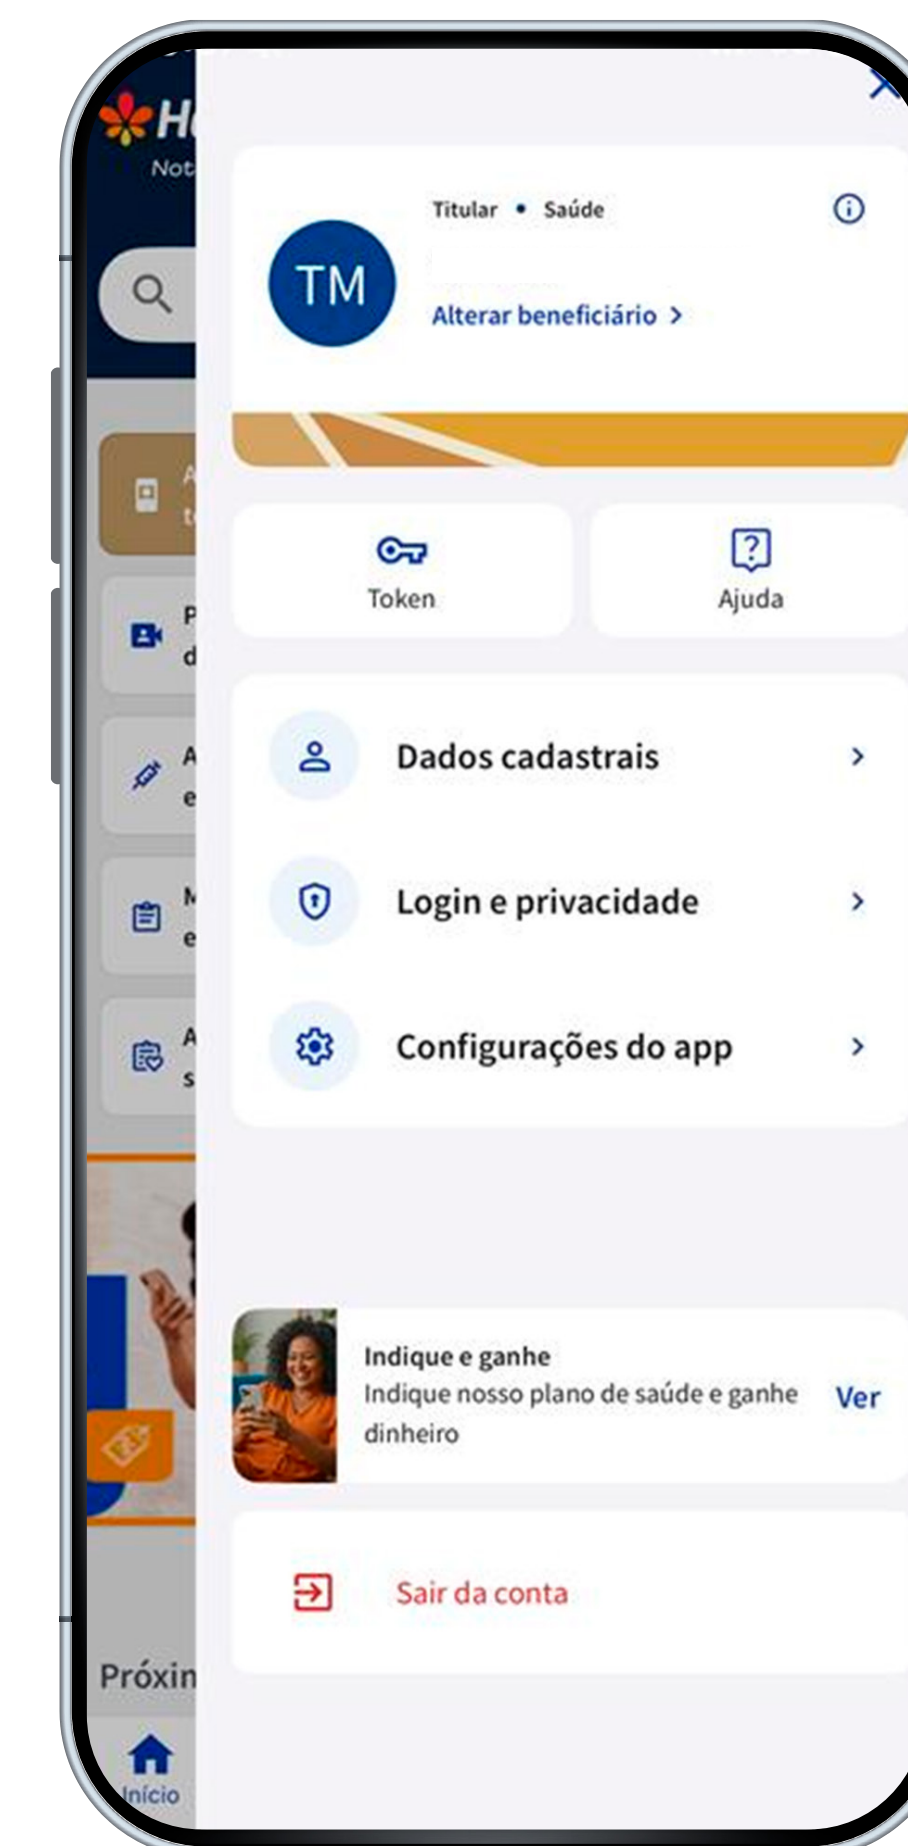 Titular • Saúde
TM
Alterar beneficiário
Token
Ajuda
Dados cadastrais
Login e privacidade
Configurações do app
Indique e ganhe
Indique nosso plano de saúde e ganhe
dinheiro
Ver
Sair da conta
Início